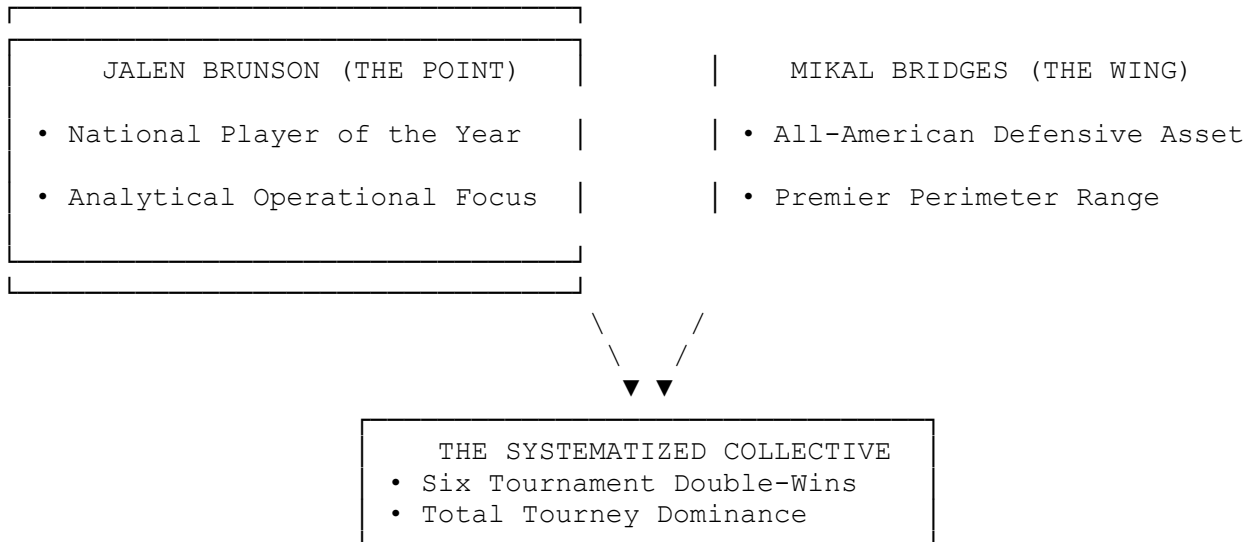 JALEN BRUNSON (THE POINT)
• National Player of the Year
• Analytical Operational Focus
MIKAL BRIDGES (THE WING)
• All-American Defensive Asset
• Premier Perimeter Range
THE SYSTEMATIZED COLLECTIVE
• Six Tournament Double-Wins
• Total Tourney Dominance